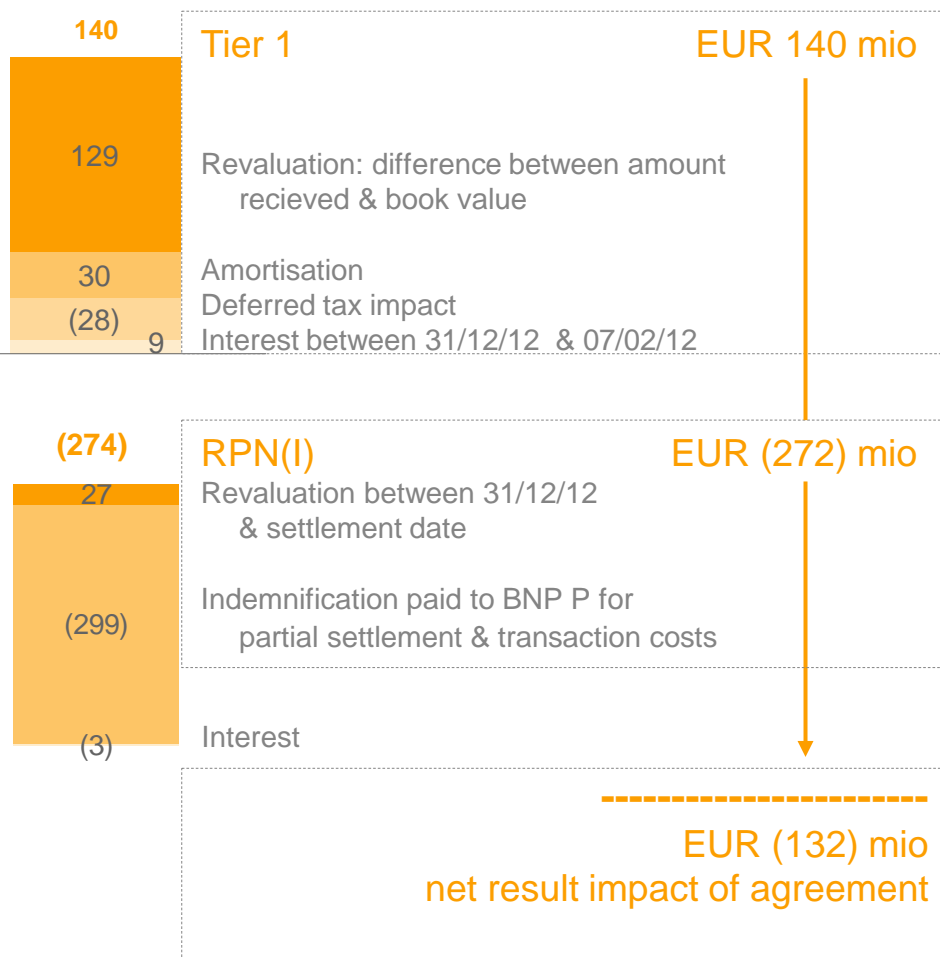 140
Tier 1 EUR 140 mio
129
Revaluation: difference between amount
recieved & book value
30 Amortisation
(28) Deferred tax impact
9 Interest between 31/12/12 & 07/02/12
(274)
RPN(I) EUR (272) mio
27 Revaluation between 31/12/12
& settlement date
(299)
Indemnification paid to BNP P for
partial settlement & transaction costs
(3) Interest
-----------------------
EUR (132) mio
net result impact of agreement